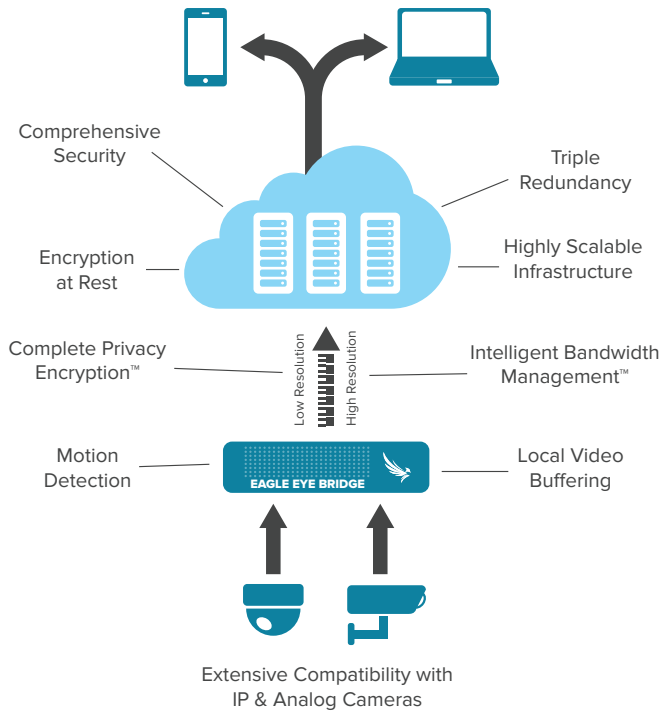 Comprehensive
Security
Triple
Redundancy
Encryption
at Rest
Highly Scalable
Infrastructure
Complete Privacy
Encryption™
Low Resolution
High Resolution
Intelligent Bandwidth
Management™
Motion
Detection
EAGLE EYE BRIDGE
Local Video
Buffering
Extensive Compatibility with
IP & Analog Cameras